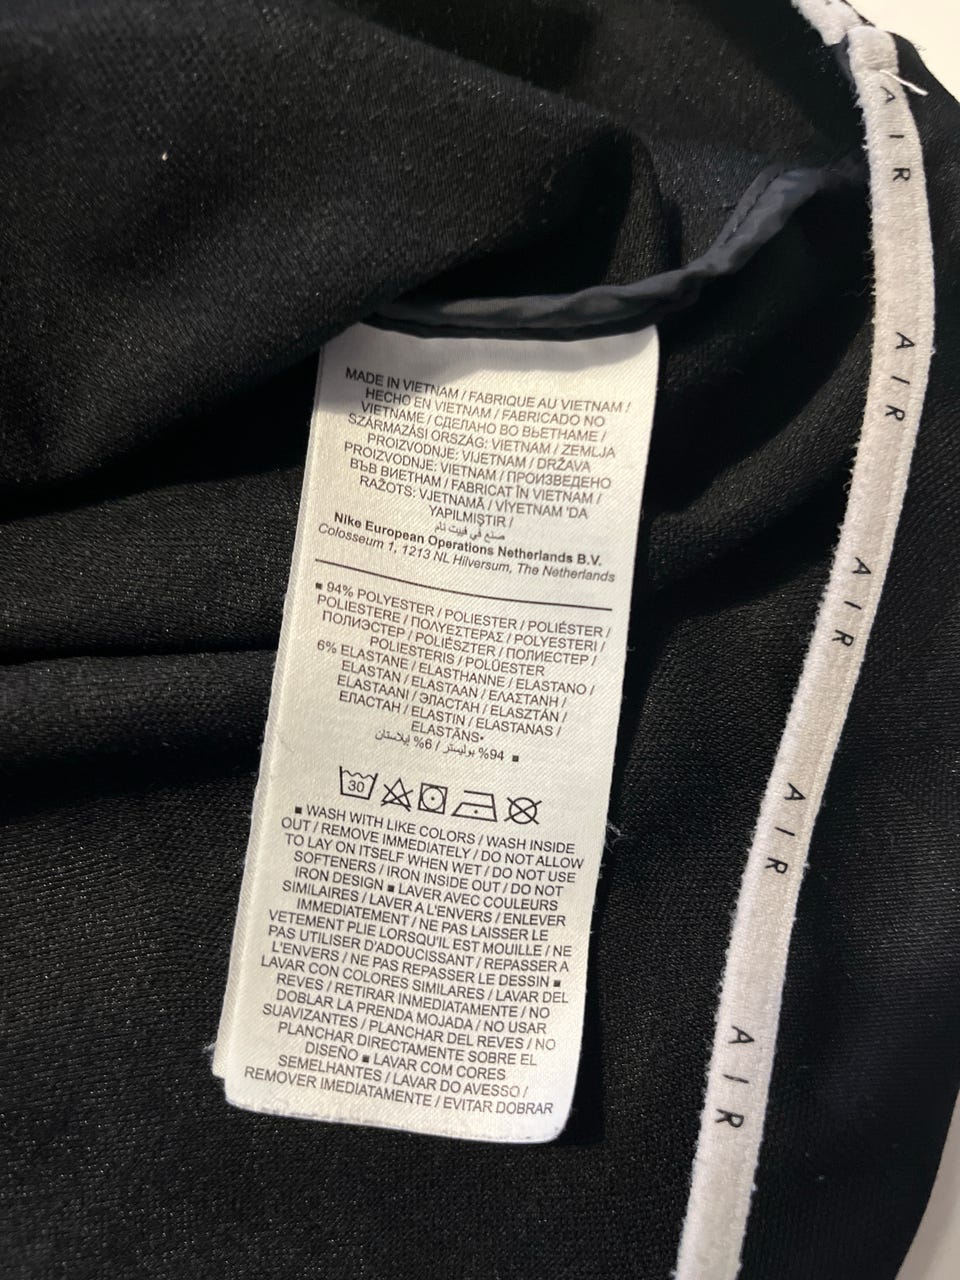 MADE IN VIETNAM / FABRIQUE AU VIETNAM /
HECHO EN VIETNAM / FABRICADO NO
VIETNAME / СДЕЛАНО ВО ВЬЕТНАМЕ /
SZÁRMAZÁSI ORSZÁG: VIETNAM / ZEMLJA
PROIZVODNJE: VIJETNAM / DRŽAVA
PROIZVODNJE: VIETNAM / ПРОИЗВЕДЕНО
ВЪВ ВИЕТНАМ / FABRICAT ÎN VIETNAM /
RAŽOTS: VJETNAMĀ / VİYETNAM 'DA
YAPILMIŞTIR /
صنع في فييت نام
Nike European Operations Netherlands B.V.
Colosseum 1, 1213 NL Hilversum, The Netherlands
■ 94% POLYESTER / POLIESTER / POLIÉSTER /
POLIESTERE / ΠΟΛΥΕΣΤΕΡΑΣ / POLYESTERI /
ПОЛИЭСТЕР / POLIÉSZTER / ПОЛИЕСТЕР /
POLIESTERIS / POLÜESTER
6% ELASTANE / ELASTHANNE / ELASTANO /
ELASTAN / ELASTAAN / ΕΛΑΣΤΑΝΗ /
ELASTAANI / ЭЛАСТАН / ELASZTÁN /
ЕЛАСТАН / ELASTIN / ELASTANAS /
ELASTĀNS•
■ 94% بوليستر / 6% إيلاستان
30
■ WASH WITH LIKE COLORS / WASH INSIDE
OUT / REMOVE IMMEDIATELY / DO NOT ALLOW
TO LAY ON ITSELF WHEN WET / DO NOT USE
SOFTENERS / IRON INSIDE OUT / DO NOT
IRON DESIGN ■ LAVER AVEC COULEURS
SIMILAIRES / LAVER A L'ENVERS / ENLEVER
IMMEDIATEMENT / NE PAS LAISSER LE
VETEMENT PLIE LORSQU'IL EST MOUILLE / NE
PAS UTILISER D'ADOUCISSANT / REPASSER A
L'ENVERS / NE PAS REPASSER LE DESSIN ■
LAVAR CON COLORES SIMILARES / LAVAR DEL
REVES / RETIRAR INMEDIATAMENTE / NO
DOBLAR LA PRENDA MOJADA / NO USAR
SUAVIZANTES / PLANCHAR DEL REVES / NO
PLANCHAR DIRECTAMENTE SOBRE EL
DISEÑO ■ LAVAR COM CORES
SEMELHANTES / LAVAR DO AVESSO /
REMOVER IMEDIATAMENTE / EVITAR DOBRAR
AIR
AIR
AIR
AIR
AIR